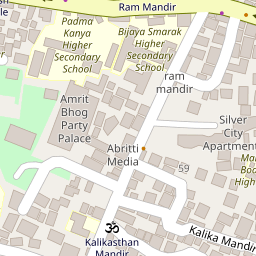 Ram Mandir
Padma
Kanya
Higher
Secondary
School
Bijaya Smarak
Higher
Secondary
School
ram
mandir
Amrit
Bhog
Party
Palace
Silver
City
Apartment
Abritti
Media
59
ॐ
Kalikasthan
Mandir
Kalika Mandir